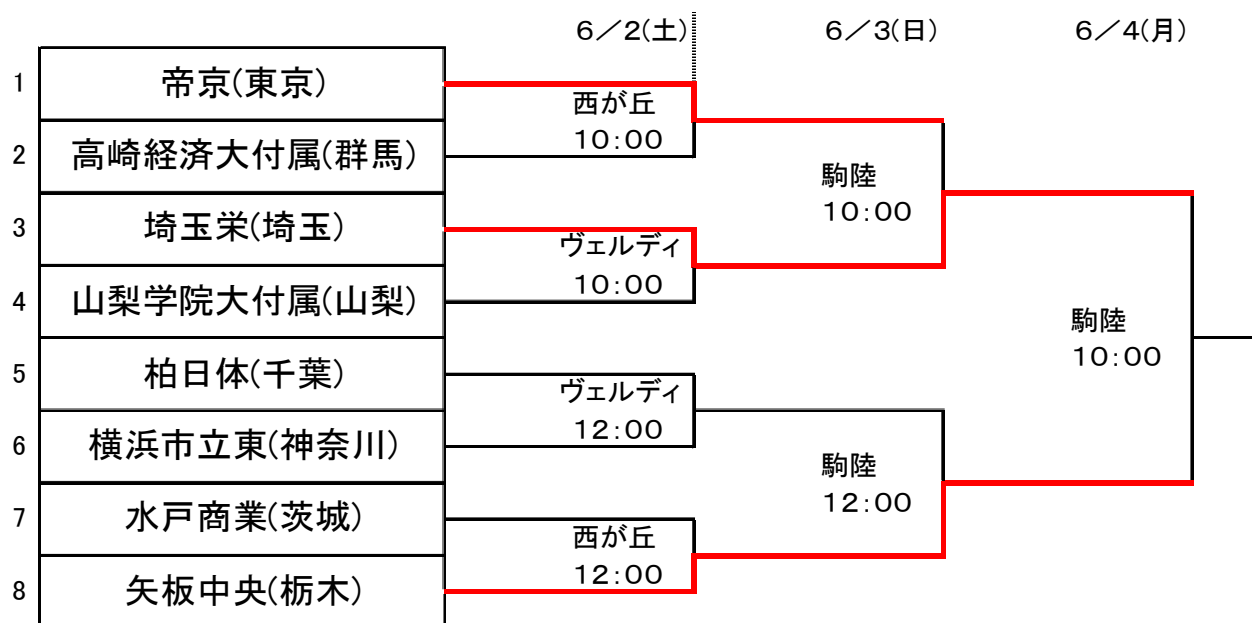 6／2(土)
6／3(日)
6／4(月)
1
帝京(東京)
西が丘
10:00
2
高崎経済大付属(群馬)
駒陸
10:00
3
埼玉栄(埼玉)
ヴェルディ
10:00
4
山梨学院大付属(山梨)
駒陸
10:00
5
柏日体(千葉)
ヴェルディ
12:00
6
横浜市立東(神奈川)
駒陸
12:00
7
水戸商業(茨城)
西が丘
12:00
8
矢板中央(栃木)